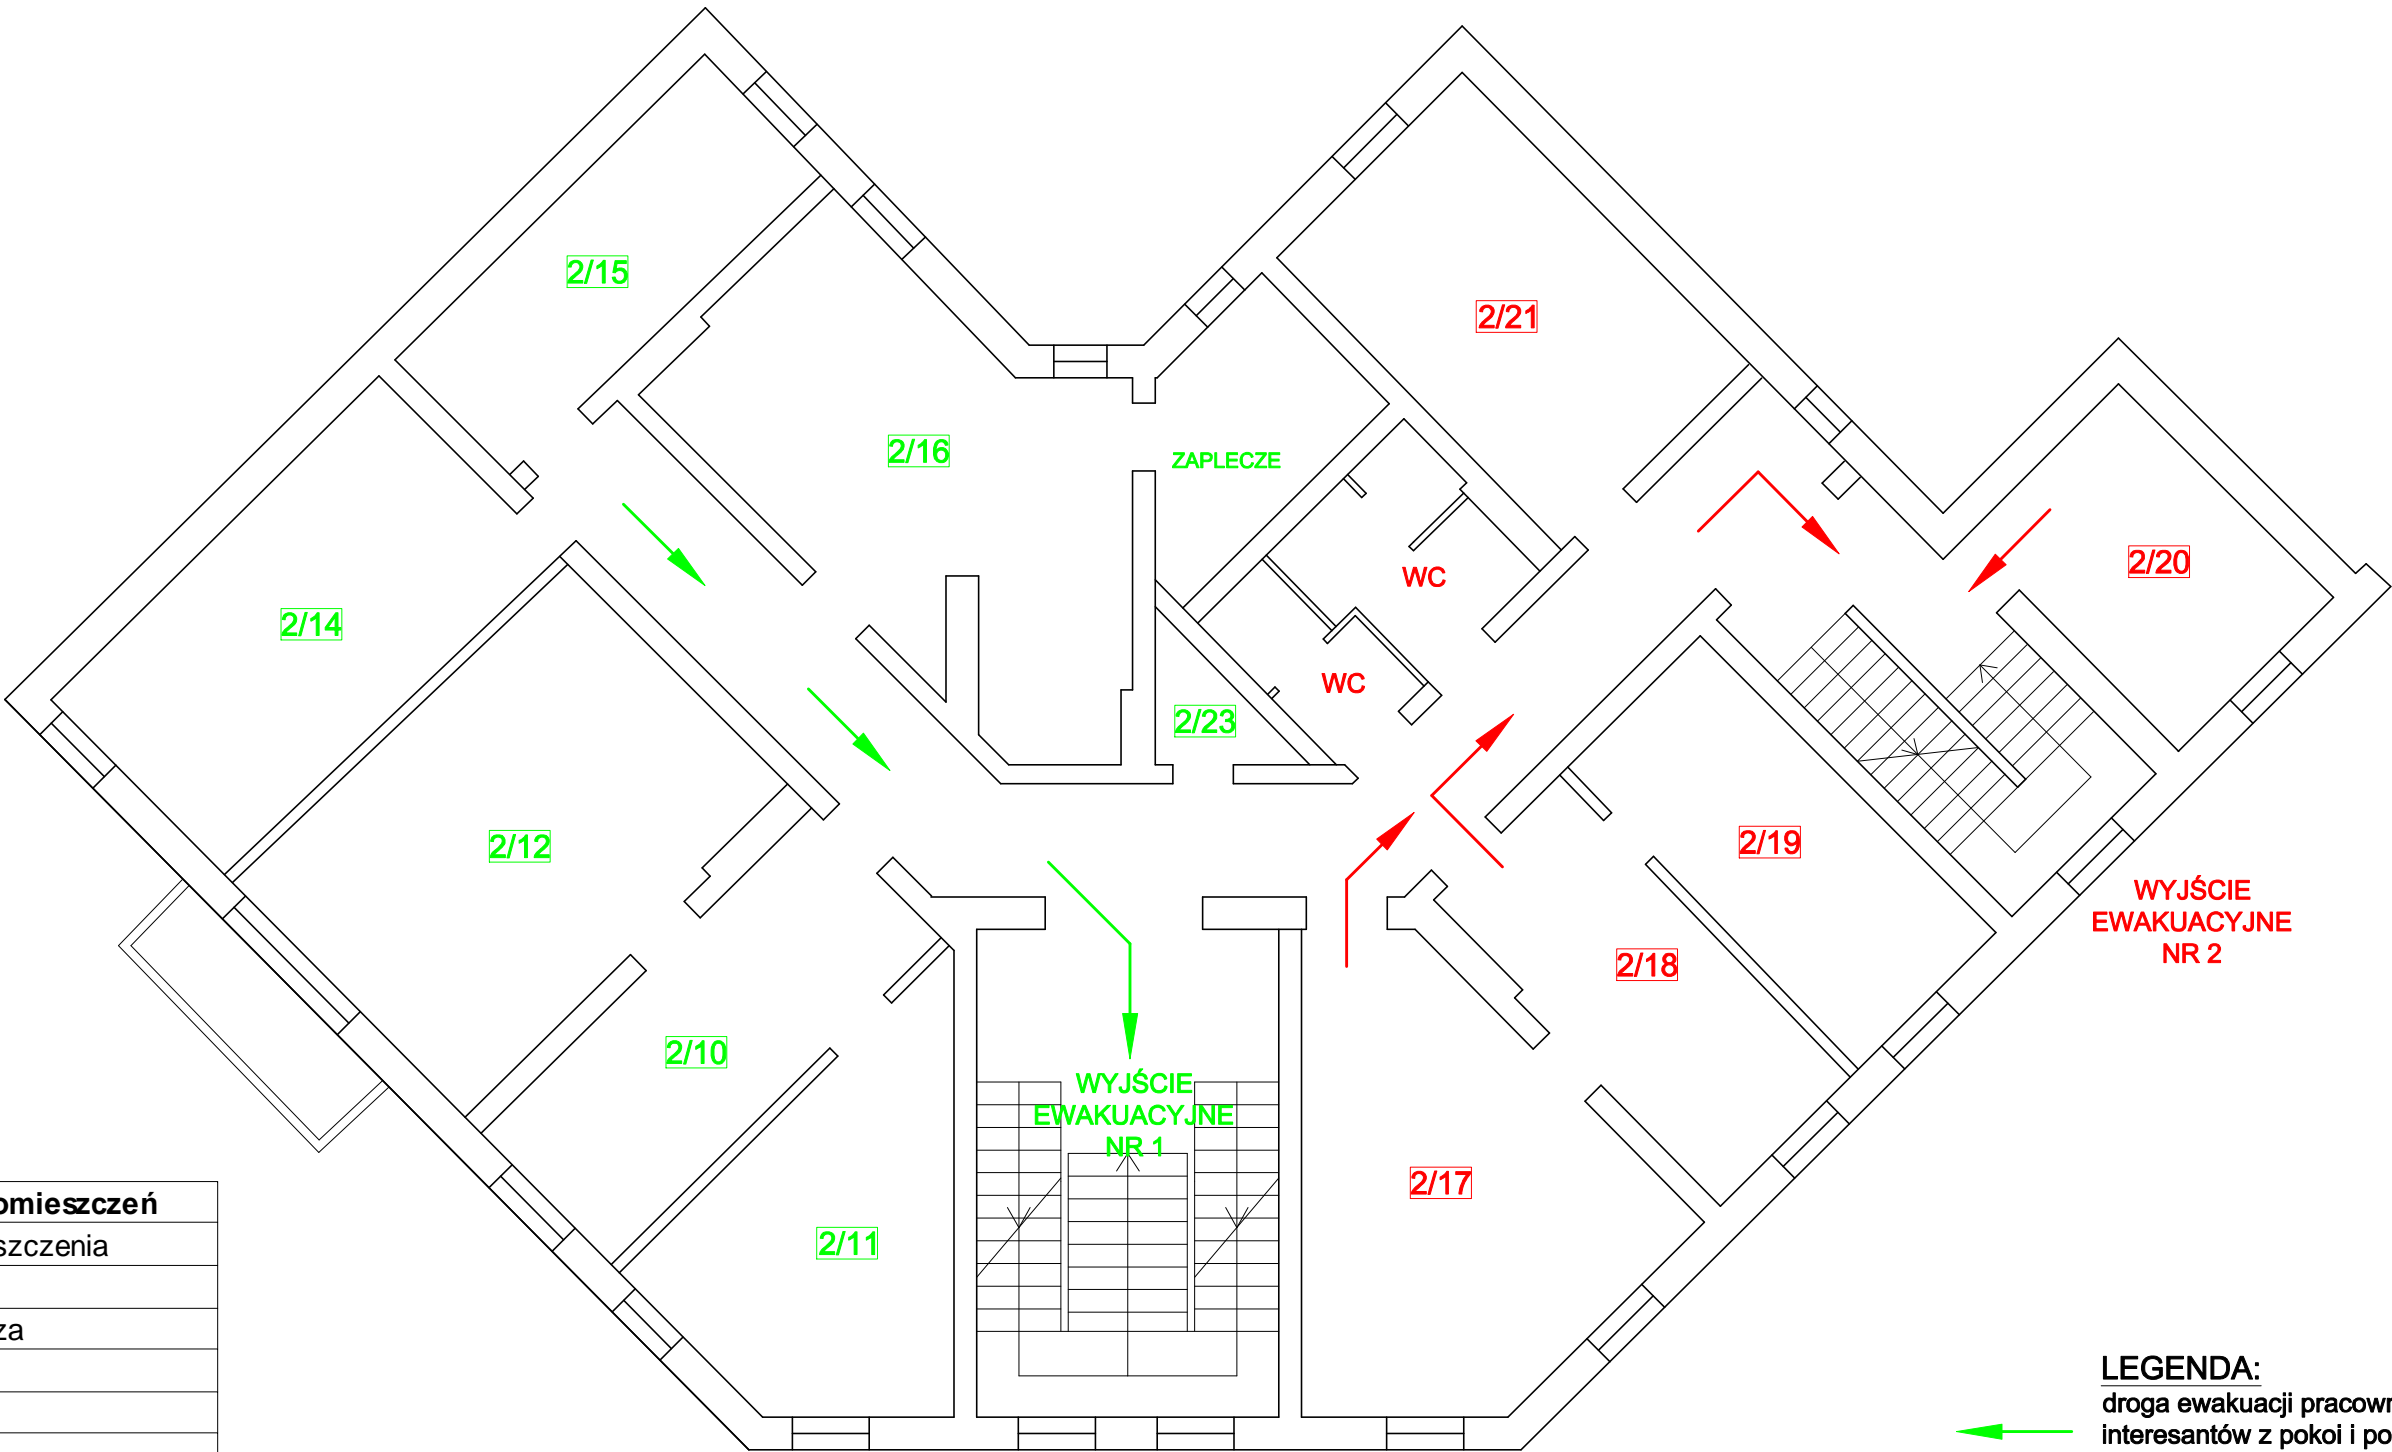 2/15
2/21
2/16
ZAPLECZE
2/20
WC
2/14
WC
2/23
2/12
2/19
WYJŚCIE
EWAKUACYJNE
NR 2
2/18
2/10
WYJŚCIE
EWAKUACYJNE
NR 1
2/17
2/11
omieszczeń
szczenia
za
LEGENDA:
droga ewakuacji pracown
interesantów z pokoi i po